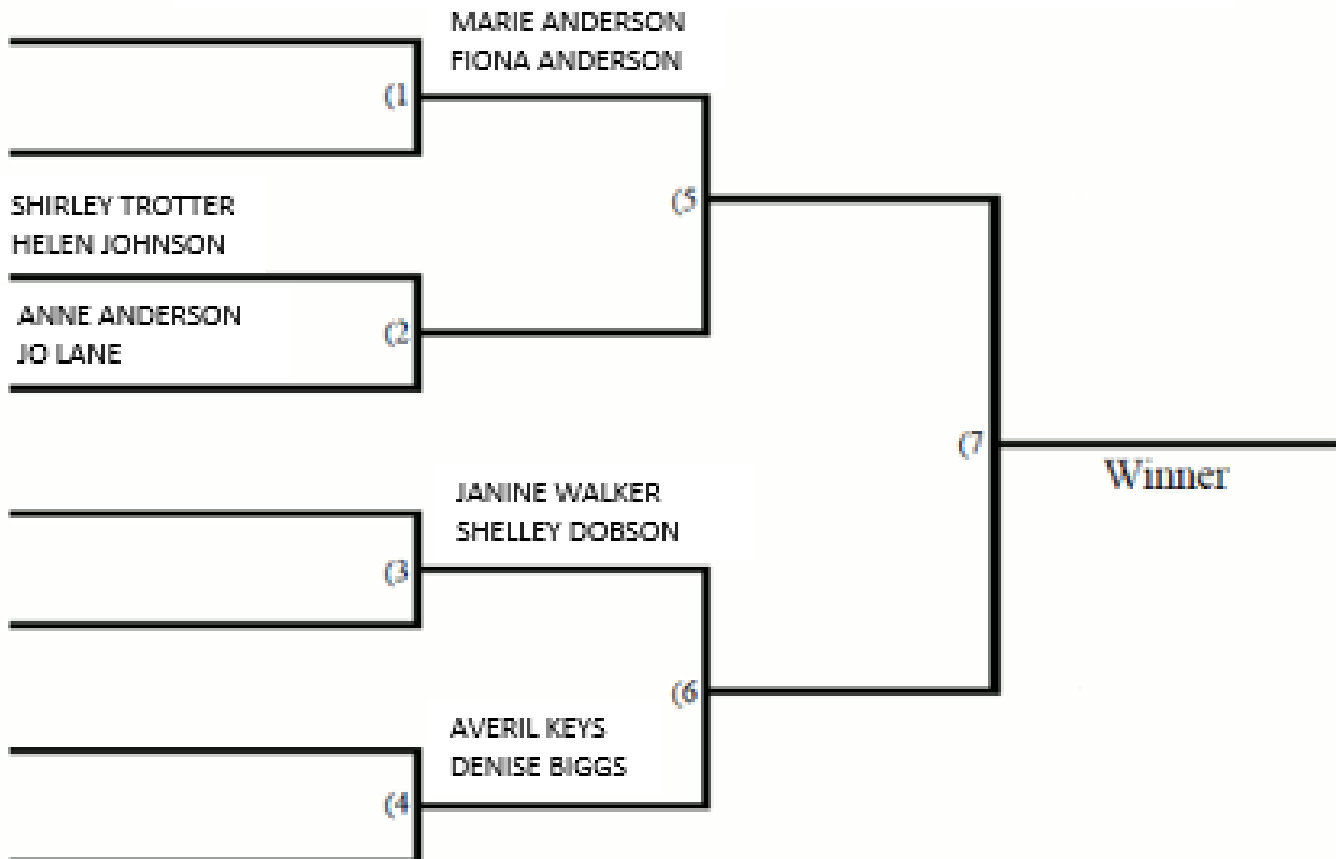 MARIE ANDERSON
FIONA ANDERSON
(1
SHIRLEY TROTTER
HELEN JOHNSON
(5
ANNE ANDERSON
JO LANE
(2
(7
Winner
JANINE WALKER
SHELLEY DOBSON
(3
(6
AVERIL KEYS
DENISE BIGGS
(4